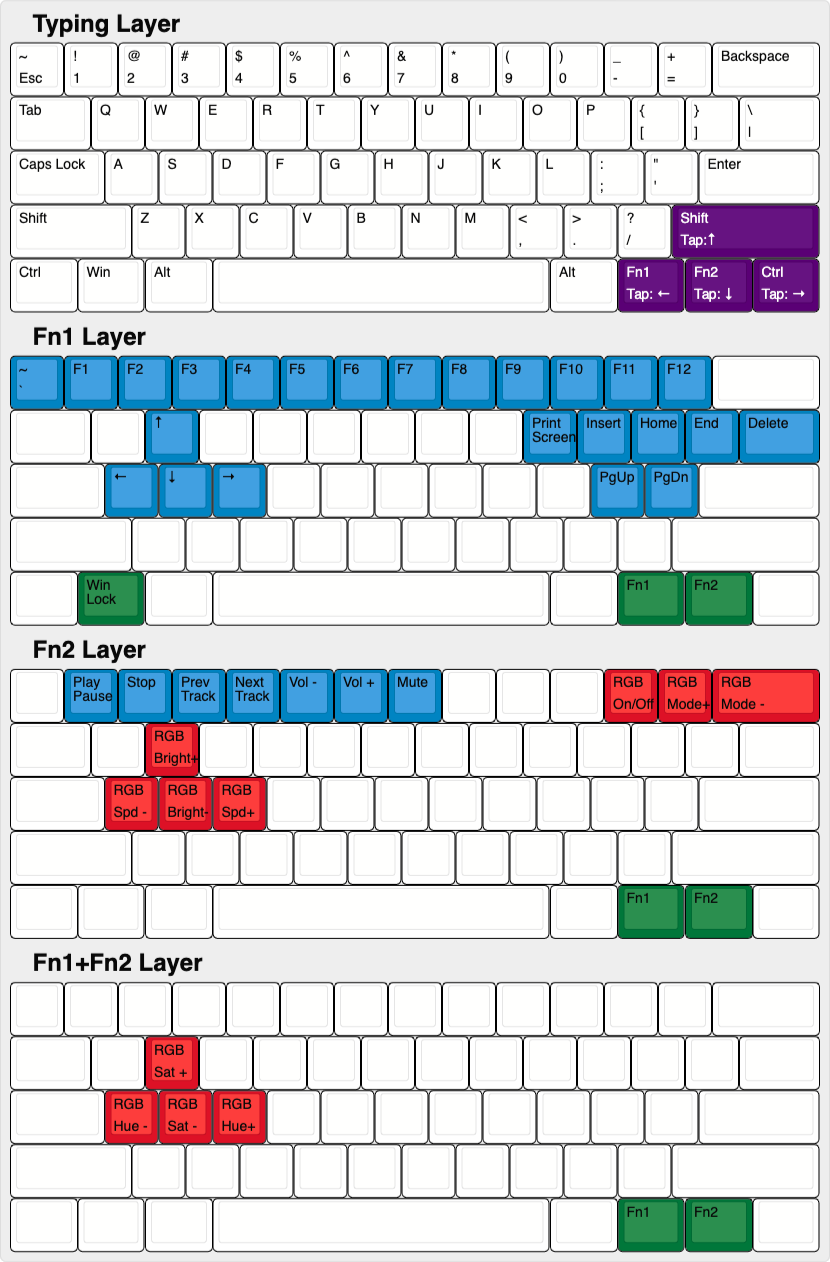 Typing Layer
~ ! @ # $ % ^ & * ( ) _ + Backspace
Esc 1 2 3 4 5 6 7 8 9 0 - =
Tab Q W E R T Y U I O P { } \
[ ] |
Caps Lock A S D F G H J K L : " Enter
; '
Shift Z X C V B N M < > ? Shift
, . / Tap:↑
Ctrl Win Alt Alt Fn1 Fn2 Ctrl
Tap: ← Tap: ↓ Tap: →
Fn1 Layer
~ F1 F2 F3 F4 F5 F6 F7 F8 F9 F10 F11 F12
`
↑ Print Insert Home End Delete
Screen
← ↓ → PgUp PgDn
Win Fn1 Fn2
Lock
Fn2 Layer
Play Stop Prev Next Vol - Vol + Mute RGB RGB RGB
Pause Track Track On/Off Mode+ Mode -
RGB
Bright+
RGB RGB RGB
Spd - Bright- Spd+
Fn1 Fn2
Fn1+Fn2 Layer
RGB
Sat +
RGB RGB RGB
Hue - Sat - Hue+
Fn1 Fn2